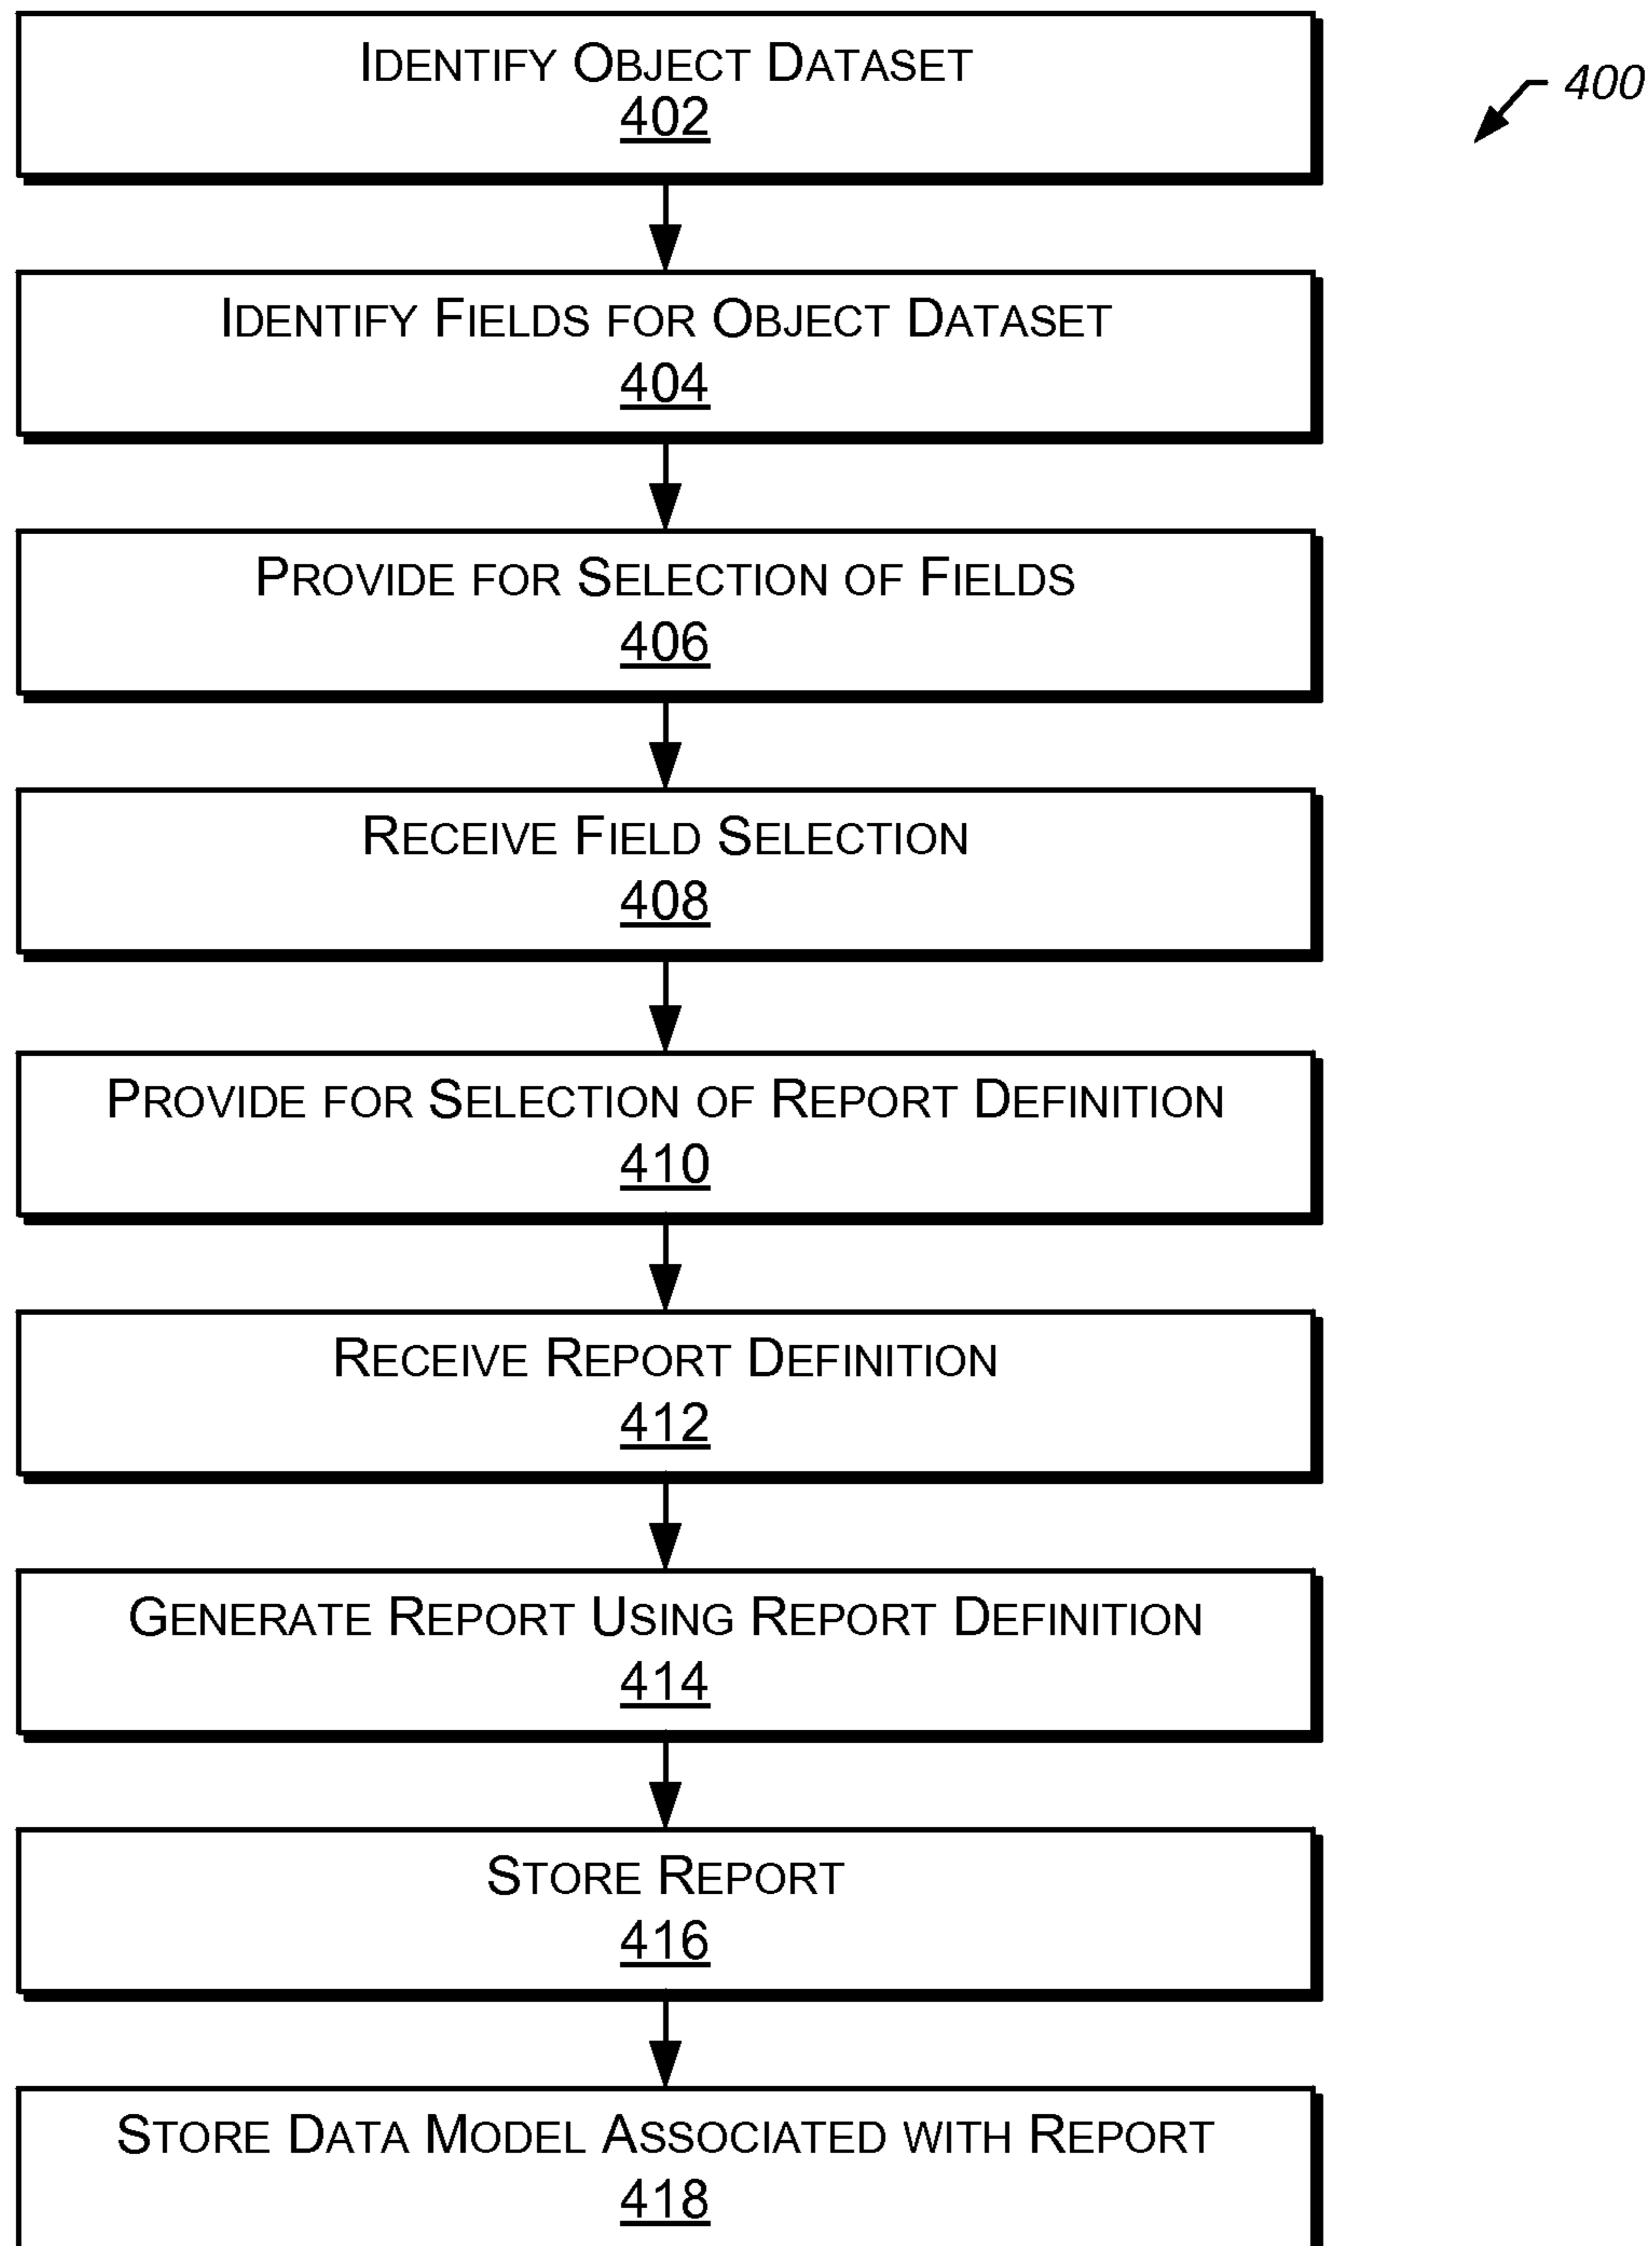 IDENTIFY OBJECT DATASET
402
400
IDENTIFY FIELDS FOR OBJECT DATASET
404
PROVIDE FOR SELECTION OF FIELDS
406
RECEIVE FIELD SELECTION
408
PROVIDE FOR SELECTION OF REPORT DEFINITION
410
RECEIVE REPORT DEFINITION
412
GENERATE REPORT USING REPORT DEFINITION
414
STORE REPORT
416
STORE DATA MODEL ASSOCIATED WITH REPORT
418